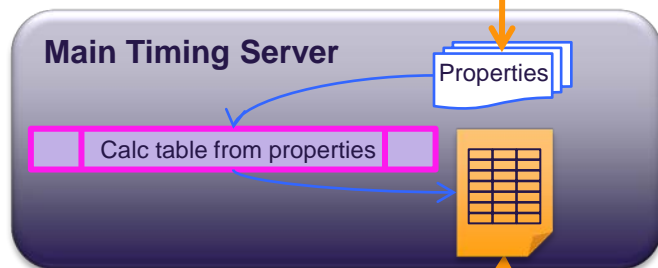 Main Timing Server
Properties
Calc table from properties